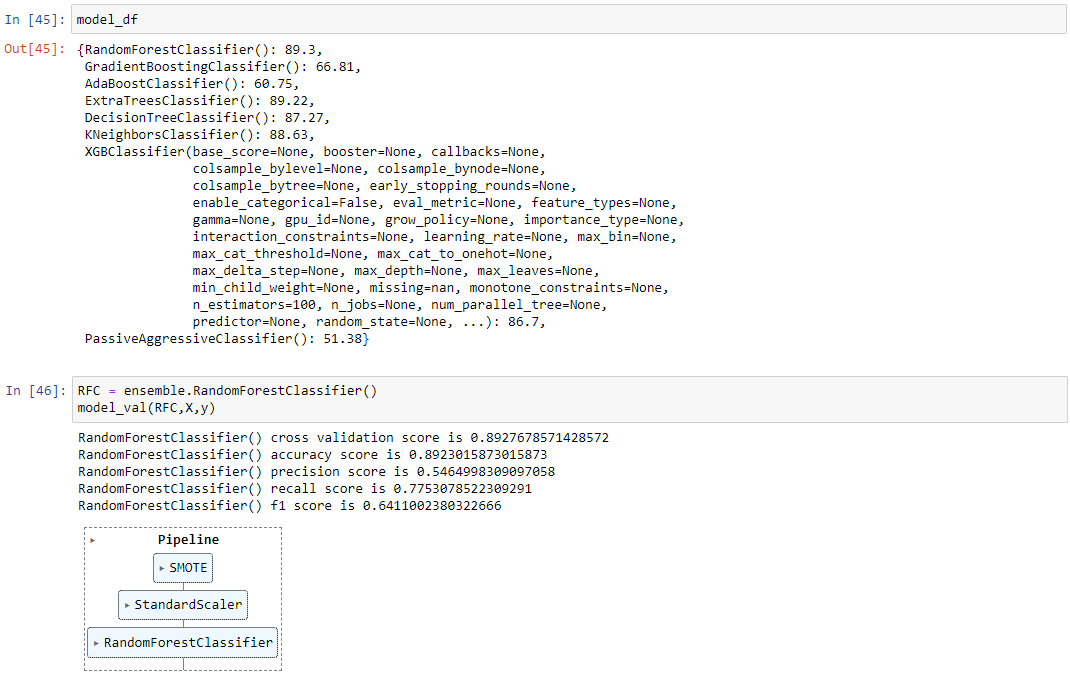 In [45]: model_df
Out[45]: {RandomForestClassifier(): 89.3,
GradientBoostingClassifier(): 66.81,
AdaBoostClassifier(): 60.75,
ExtraTreesClassifier(): 89.22,
DecisionTreeClassifier(): 87.27,
KNeighborsClassifier(): 88.63,
XGBClassifier(base_score=None, booster=None, callbacks=None,
colsample_bylevel=None, colsample_bynode=None,
colsample_bytree=None, early_stopping_rounds=None,
enable_categorical=False, eval_metric=None, feature_types=None,
gamma=None, gpu_id=None, grow_policy=None, importance_type=None,
interaction_constraints=None, learning_rate=None, max_bin=None,
max_cat_threshold=None, max_cat_to_onehot=None,
max_delta_step=None, max_depth=None, max_leaves=None,
min_child_weight=None, missing=nan, monotone_constraints=None,
n_estimators=100, n_jobs=None, num_parallel_tree=None,
predictor=None, random_state=None, ...): 86.7,
PassiveAggressiveClassifier(): 51.38}
In [46]: RFC = ensemble.RandomForestClassifier()
model_val(RFC,X,y)
RandomForestClassifier() cross validation score is 0.8927678571428572
RandomForestClassifier() accuracy score is 0.8923015873015873
RandomForestClassifier() precision score is 0.5464998309097058
RandomForestClassifier() recall score is 0.7753078522309291
RandomForestClassifier() f1 score is 0.6411002380322666
Pipeline
SMOTE
StandardScaler
RandomForestClassifier